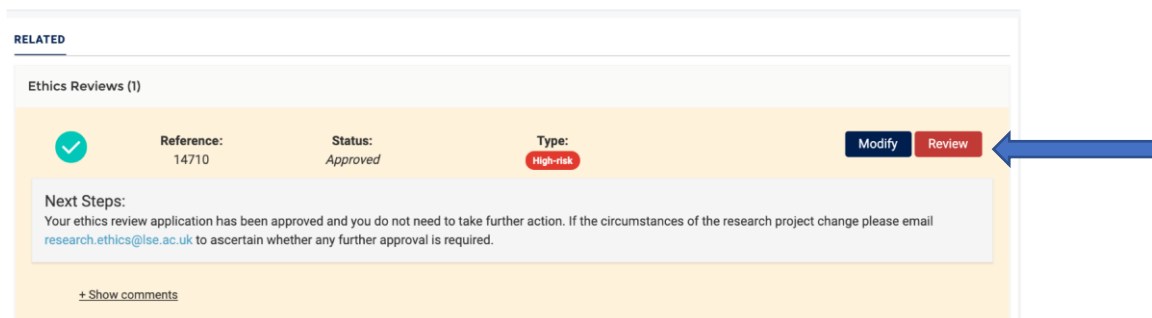 RELATED
Ethics Reviews (1)
Reference: Status: Type:
14710 Approved High-risk
Modify Review
Next Steps:
Your ethics review application has been approved and you do not need to take further action. If the circumstances of the research project change please email
research.ethics@lse.ac.uk to ascertain whether any further approval is required.
+ Show comments